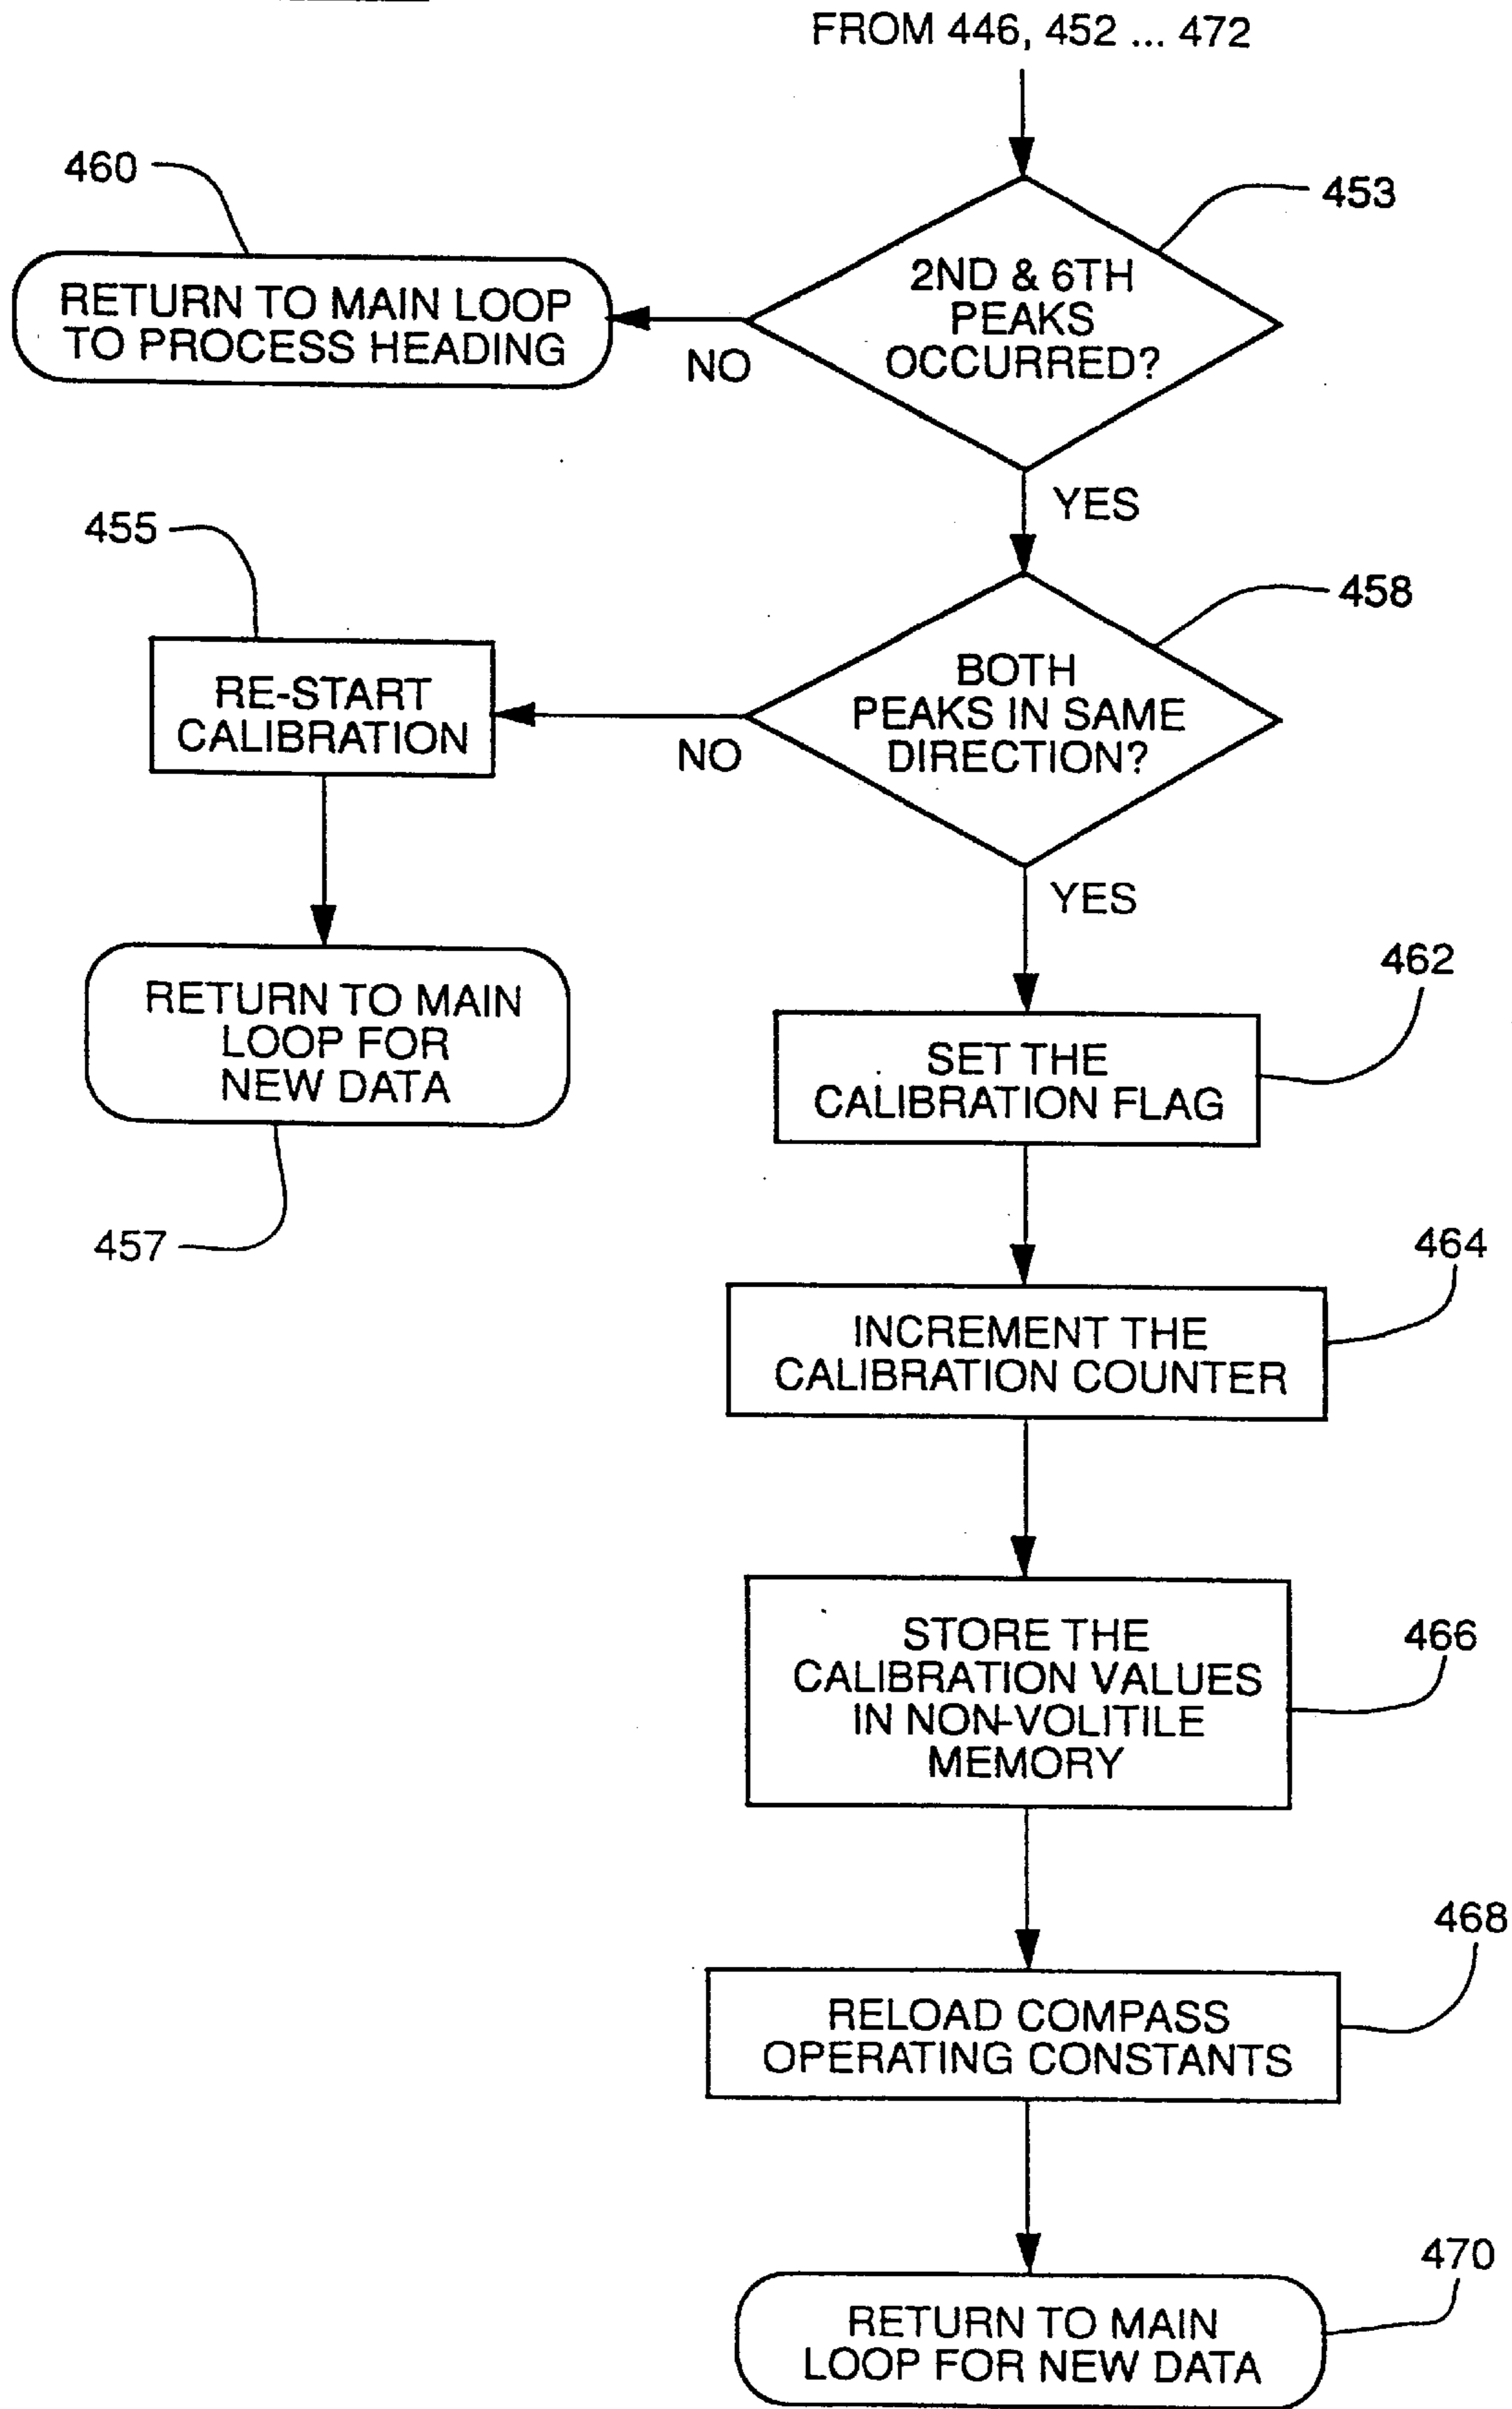 FROM 446, 452 ... 472
460
453
2ND & 6TH
PEAKS
OCCURRED?
RETURN TO MAIN LOOP
TO PROCESS HEADING
NO
YES
455
458
BOTH
PEAKS IN SAME
DIRECTION?
RE-START
CALIBRATION
NO
YES
RETURN TO MAIN
LOOP FOR
NEW DATA
462
SET THE
CALIBRATION FLAG
457
464
INCREMENT THE
CALIBRATION COUNTER
466
STORE THE
CALIBRATION VALUES
IN NON-VOLITILE
MEMORY
468
RELOAD COMPASS
OPERATING CONSTANTS
470
RETURN TO MAIN
LOOP FOR NEW DATA